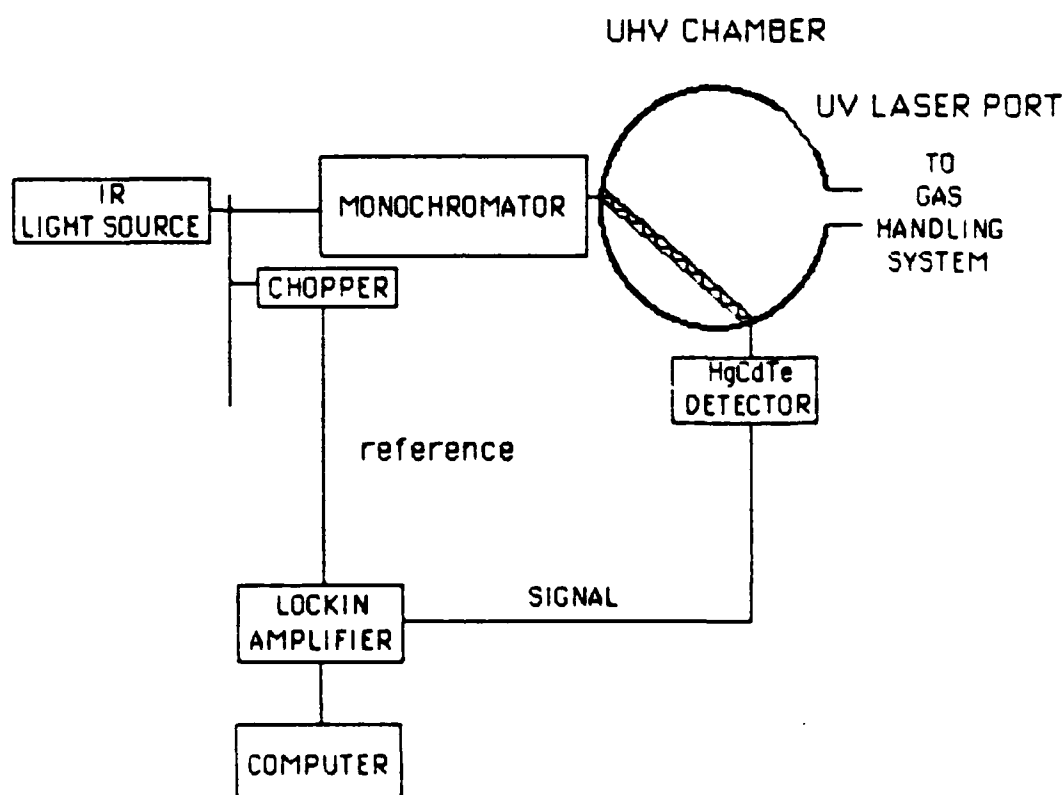 UHV CHAMBER
UV LASER PORT
TO
GAS
HANDLING
SYSTEM
IR
LIGHT SOURCE
MONOCHROMATOR
CHOPPER
HgCdTe
DETECTOR
reference
LOCKIN
AMPLIFIER
SIGNAL
COMPUTER